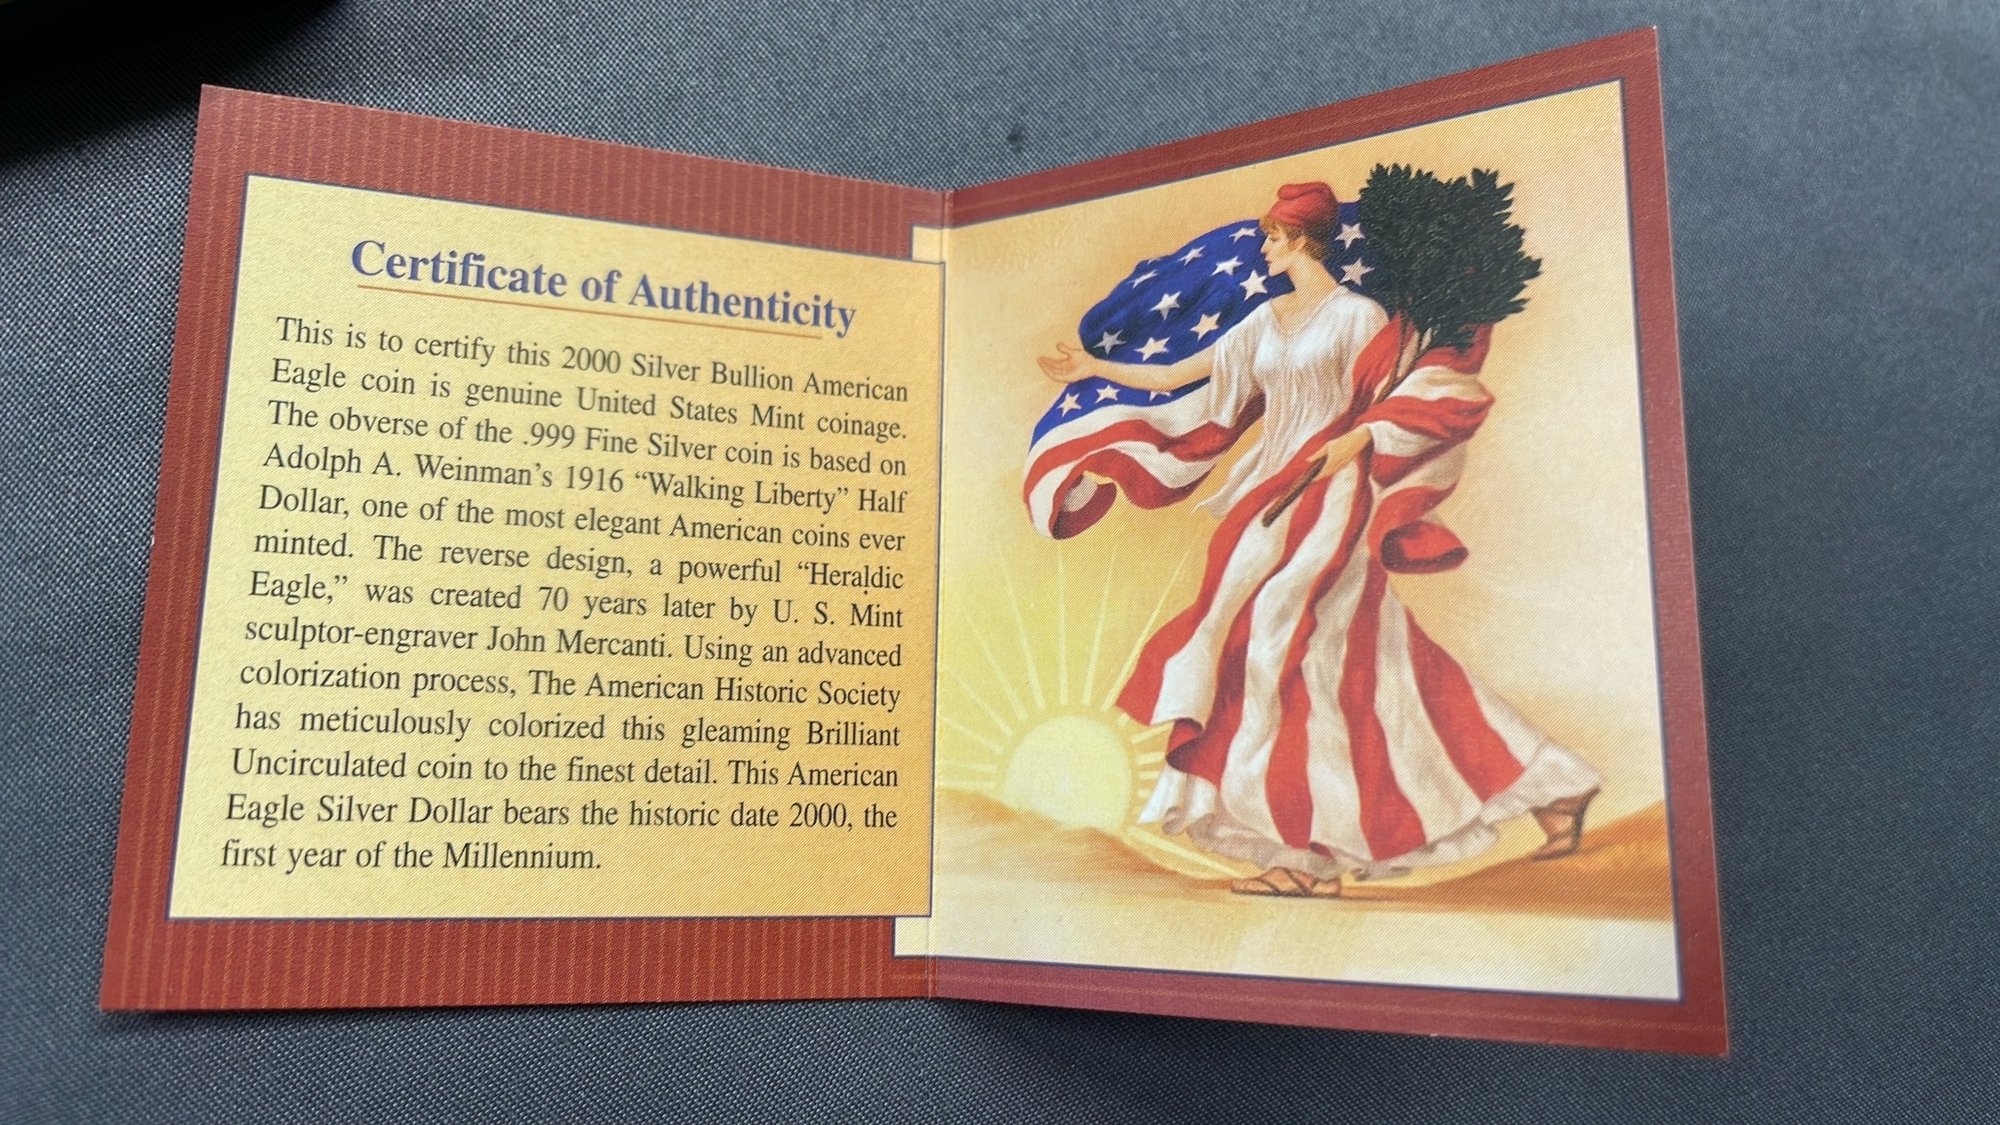 Certificate of Authenticity
This is to certify this 2000 Silver Bullion American
Eagle coin is genuine United States Mint coinage.
The obverse of the .999 Fine Silver coin is based on
Adolph A. Weinman’s 1916 “Walking Liberty” Half
Dollar, one of the most elegant American coins ever
minted. The reverse design, a powerful “Heraldic
Eagle,” was created 70 years later by U. S. Mint
sculptor-engraver John Mercanti. Using an advanced
colorization process, The American Historic Society
has meticulously colorized this gleaming Brilliant
Uncirculated coin to the finest detail. This American
Eagle Silver Dollar bears the historic date 2000, the
first year of the Millennium.